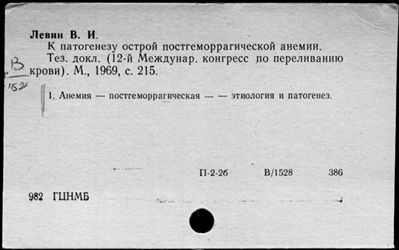 Левин В. И.
К патогенезу острой постгеморрагической анемии.
Тез. докл. (12-й Междунар. конгресс по переливанию
крови). М., 1969, с. 215.
1. Анемия — постгеморрагическая — — этиология и патогенез.
П-2-26 В/1528 386
982 ГЦНМБ